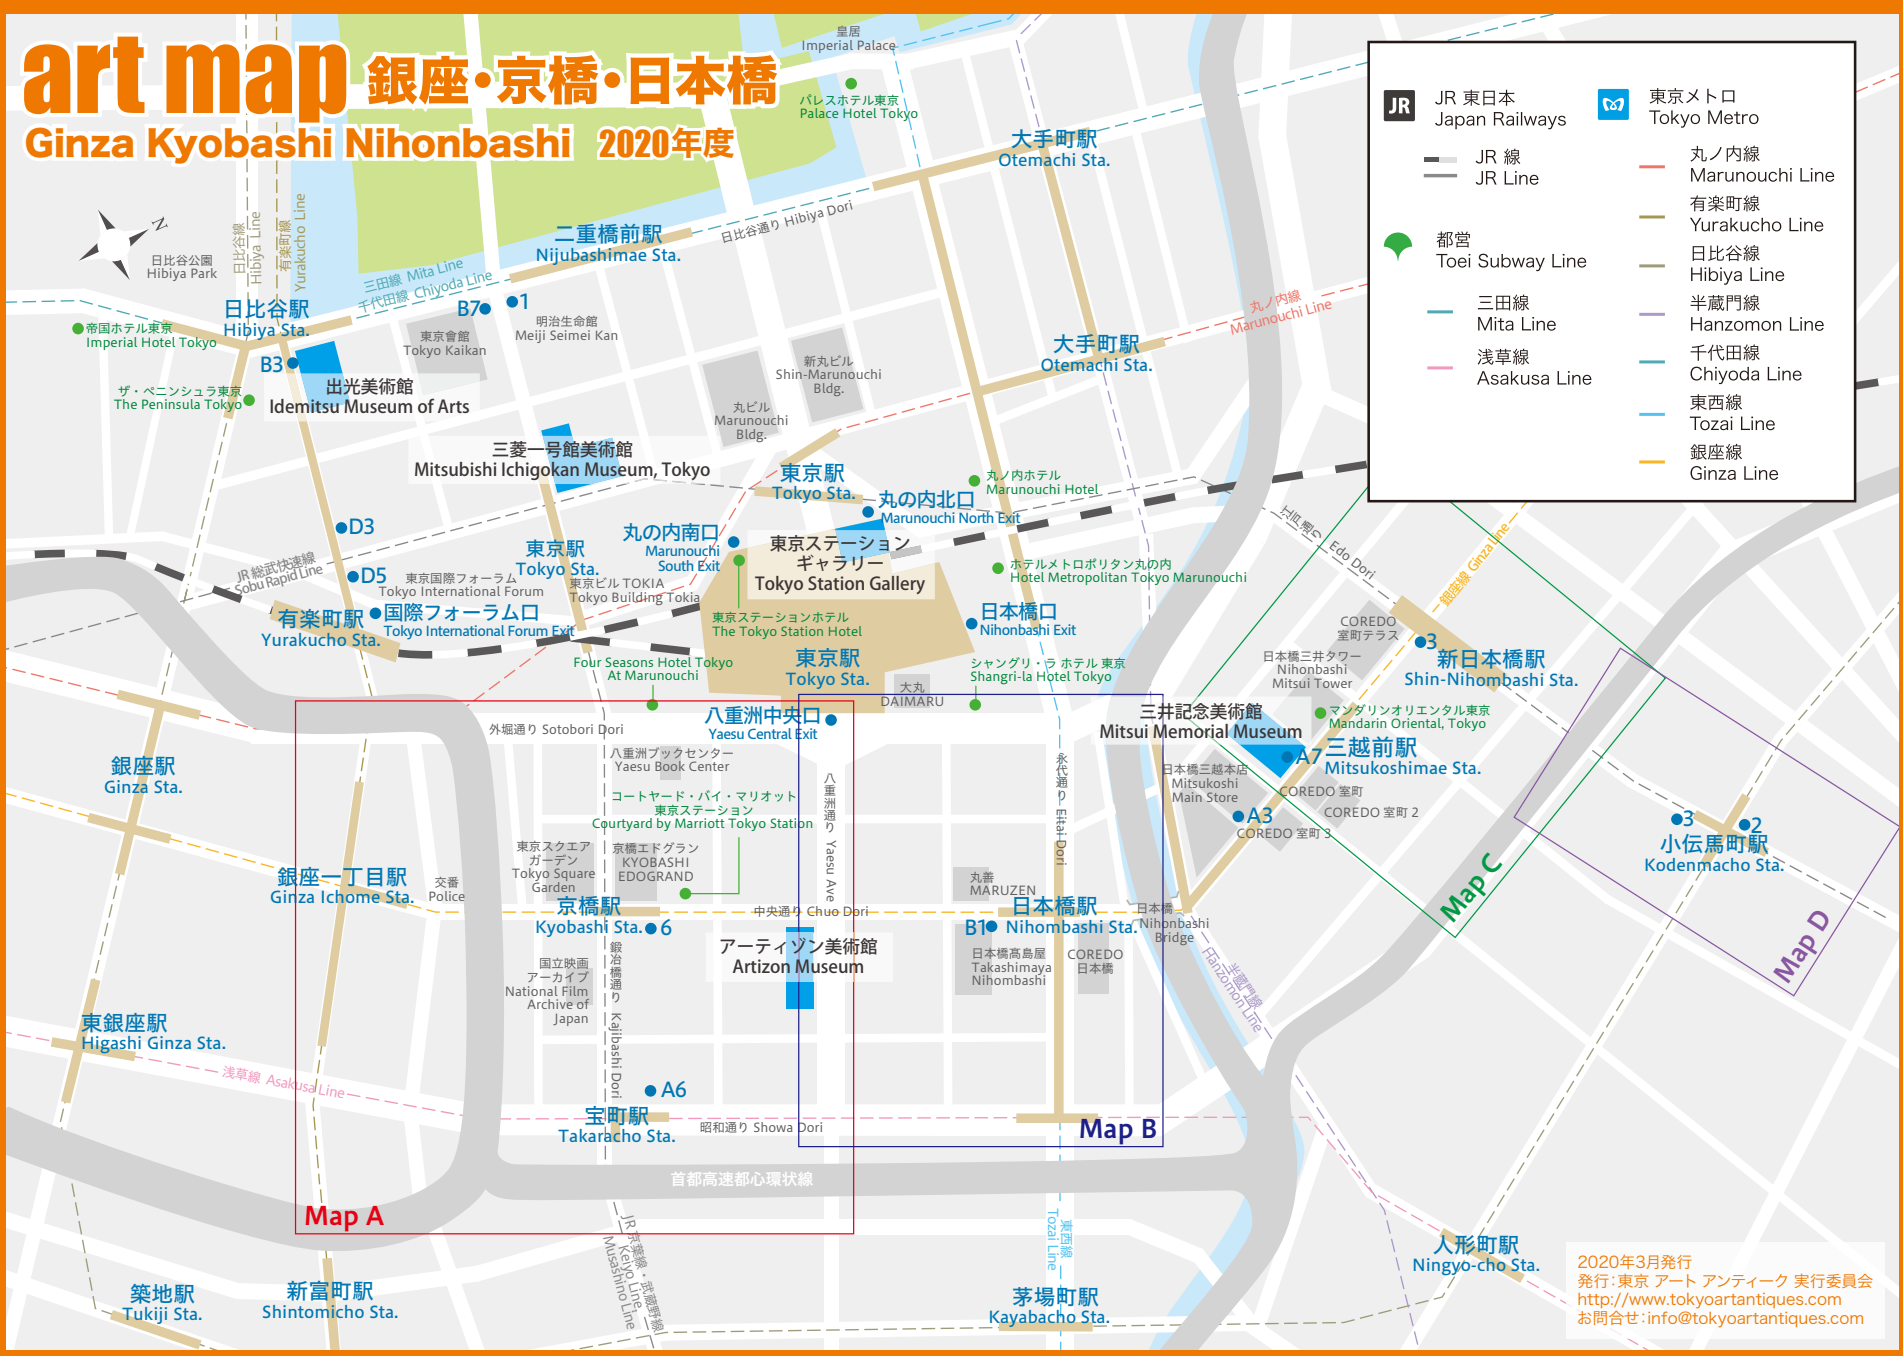 art map 銀座・京橋・日本橋
Ginza Kyobashi Nihonbashi 2020年度
皇居
Imperial Palace
パレスホテル東京
Palace Hotel Tokyo
大手町駅
Otemachi Sta.
JR
JR 東日本
Japan Railways
JR 線
JR Line
都営
Toei Subway Line
三田線
Mita Line
浅草線
Asakusa Line
東京メトロ
Tokyo Metro
丸ノ内線
Marunouchi Line
有楽町線
Yurakucho Line
日比谷線
Hibiya Line
半蔵門線
Hanzomon Line
千代田線
Chiyoda Line
東西線
Tozai Line
銀座線
Ginza Line
N
日比谷公園
Hibiya Park
日比谷線
Hibiya Line
有楽町線
Yurakucho Line
三田線 Mita Line
千代田線 Chiyoda Line
二重橋前駅
Nijubashimae Sta.
日比谷通り Hibiya Dori
日比谷駅
Hibiya Sta.
帝国ホテル東京
Imperial Hotel Tokyo
B7
1
明治生命館
Meiji Seimei Kan
東京會館
Tokyo Kaikan
B3
出光美術館
Idemitsu Museum of Arts
ザ・ペニンシュラ東京
The Peninsula Tokyo
新丸ビル
Shin-Marunouchi
Bldg.
丸ビル
Marunouchi
Bldg.
大手町駅
Otemachi Sta.
丸ノ内線
Marunouchi Line
三菱一号館美術館
Mitsubishi Ichigokan Museum, Tokyo
東京駅
Tokyo Sta.
丸の内北口
Marunouchi North Exit
丸ノ内ホテル
Marunouchi Hotel
D3
D5
丸の内南口
Marunouchi
South Exit
東京ステーション
ギャラリー
Tokyo Station Gallery
ホテルメトロポリタン丸の内
Hotel Metropolitan Tokyo Marunouchi
江戸通り Edo Dori
銀座線 Ginza Line
JR 総武快速線
Sobu Rapid Line
東京国際フォーラム
Tokyo International Forum
東京駅
Tokyo Sta.
東京ビル TOKIA
Tokyo Building Tokia
有楽町駅
Yurakucho Sta.
国際フォーラム口
Tokyo International Forum Exit
東京ステーションホテル
The Tokyo Station Hotel
日本橋口
Nihonbashi Exit
Four Seasons Hotel Tokyo
At Marunouchi
東京駅
Tokyo Sta.
シャングリ・ラ ホテル 東京
Shangri-la Hotel Tokyo
大丸
DAIMARU
八重洲中央口
Yaesu Central Exit
COREDO
室町テラス
3
新日本橋駅
Shin-Nihombashi Sta.
日本橋三井タワー
Nihonbashi
Mitsui Tower
三井記念美術館
Mitsui Memorial Museum
マンダリンオリエンタル東京
Mandarin Oriental, Tokyo
A7
三越前駅
Mitsukoshimae Sta.
日本橋三越本店
Mitsukoshi
Main Store
COREDO 室町
COREDO 室町 2
A3
COREDO 室町 3
3
2
小伝馬町駅
Kodenmacho Sta.
Map C
Map D
外堀通り Sotobori Dori
八重洲ブックセンター
Yaesu Book Center
コートヤード・バイ・マリオット
東京ステーション
Courtyard by Marriott Tokyo Station
八重洲通り Yaesu Ave
永代通り Eitai Dori
銀座駅
Ginza Sta.
銀座一丁目駅
Ginza Ichome Sta.
交番
Police
東京スクエア
ガーデン
Tokyo Square
Garden
京橋エドグラン
KYOBASHI
EDOGRAND
京橋駅
Kyobashi Sta.
6
中央通り Chuo Dori
丸善
MARUZEN
日本橋駅
Nihombashi Sta.
B1
日本橋
Nihonbashi
Bridge
アーティゾン美術館
Artizon Museum
日本橋髙島屋
Takashimaya
Nihombashi
COREDO
日本橋
国立映画
アーカイブ
National Film
Archive of
Japan
鍛冶橋通り Kajibashi Dori
半蔵門線
Hanzomon Line
東銀座駅
Higashi Ginza Sta.
浅草線 Asakusa Line
A6
宝町駅
Takaracho Sta.
昭和通り Showa Dori
Map B
首都高速都心環状線
Map A
JR 京葉線・武蔵野線
Keiyo Line,
Musashino Line
東西線
Tozai Line
築地駅
Tukiji Sta.
新富町駅
Shintomicho Sta.
茅場町駅
Kayabacho Sta.
人形町駅
Ningyo-cho Sta.
2020年3月発行
発行：東京 アート アンティーク 実行委員会
http://www.tokyoartantiques.com
お問合せ：info@tokyoartantiques.com